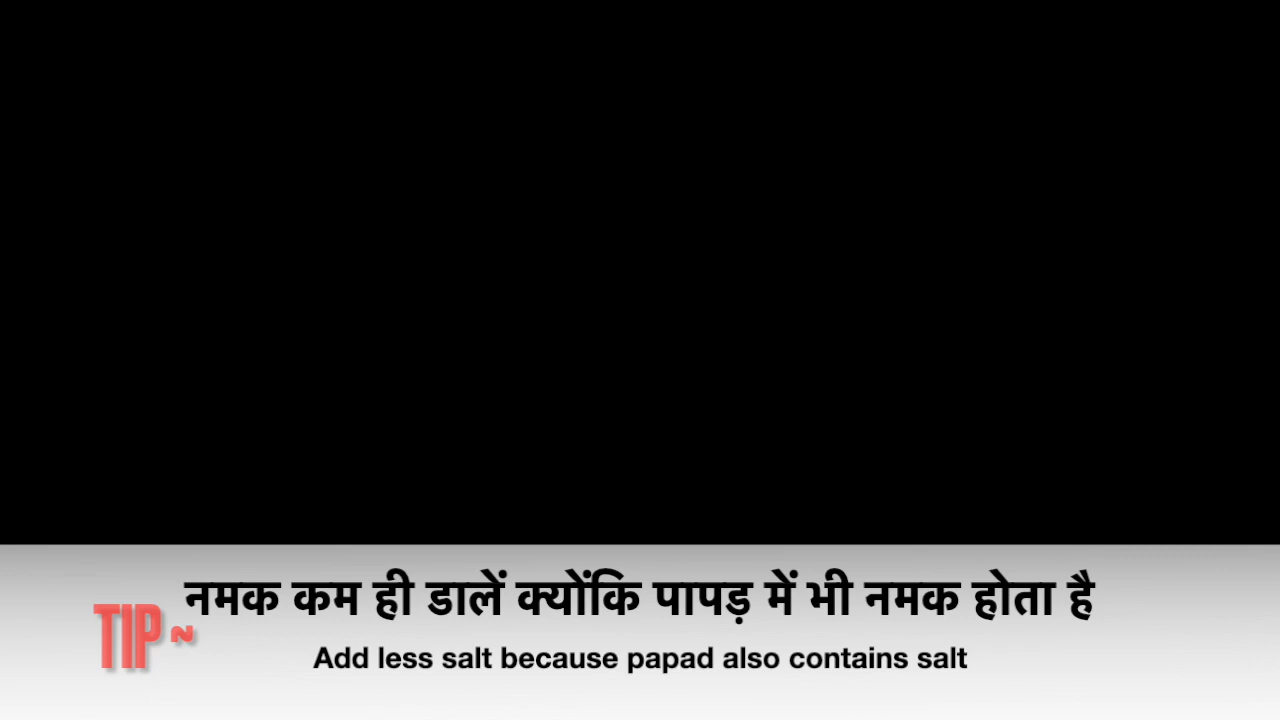 नमक कम ही डालें क्योंकि पापड़ में भी नमक होता है
TIP ~
Add less salt because papad also contains salt